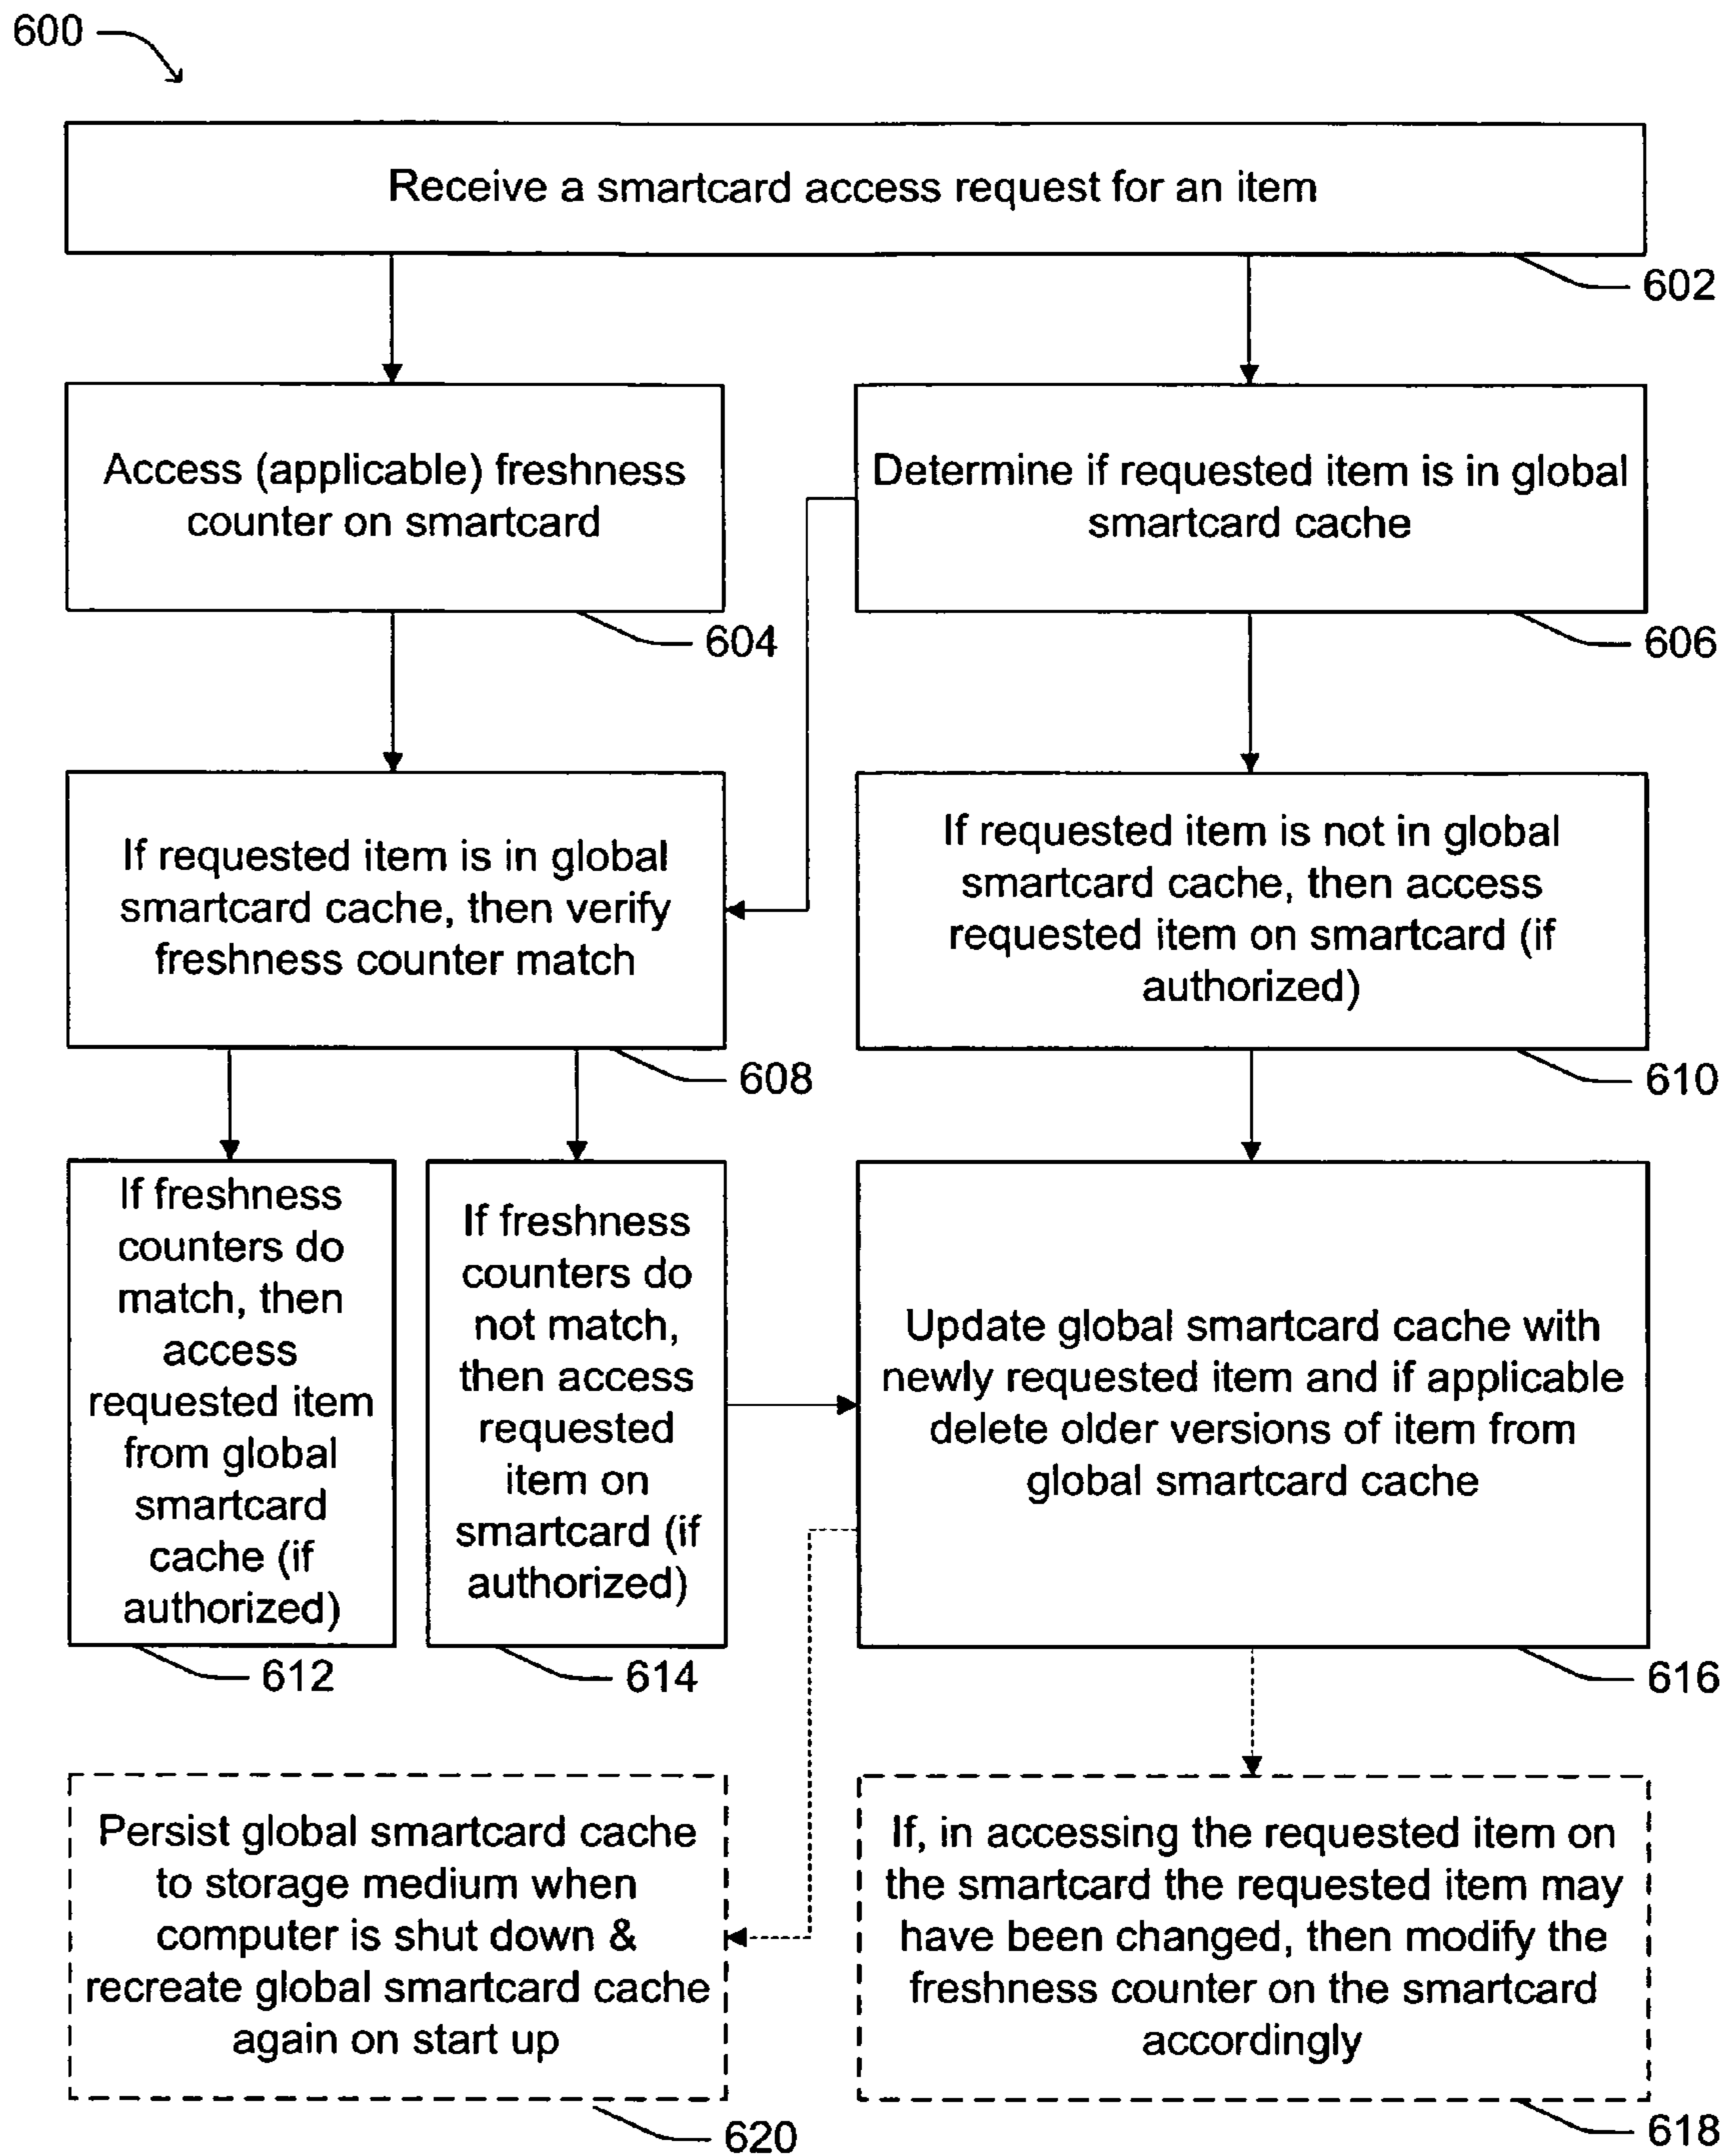 600
Receive a smartcard access request for an item
602
Access (applicable) freshness
counter on smartcard
604
Determine if requested item is in global
smartcard cache
606
If requested item is in global
smartcard cache, then verify
freshness counter match
608
If requested item is not in global
smartcard cache, then access
requested item on smartcard (if
authorized)
610
If freshness
counters do
match, then
access
requested item
from global
smartcard
cache (if
authorized)
612
If freshness
counters do
not match,
then access
requested
item on
smartcard (if
authorized)
614
Update global smartcard cache with
newly requested item and if applicable
delete older versions of item from
global smartcard cache
616
Persist global smartcard cache
to storage medium when
computer is shut down &
recreate global smartcard cache
again on start up
620
If, in accessing the requested item on
the smartcard the requested item may
have been changed, then modify the
freshness counter on the smartcard
accordingly
618